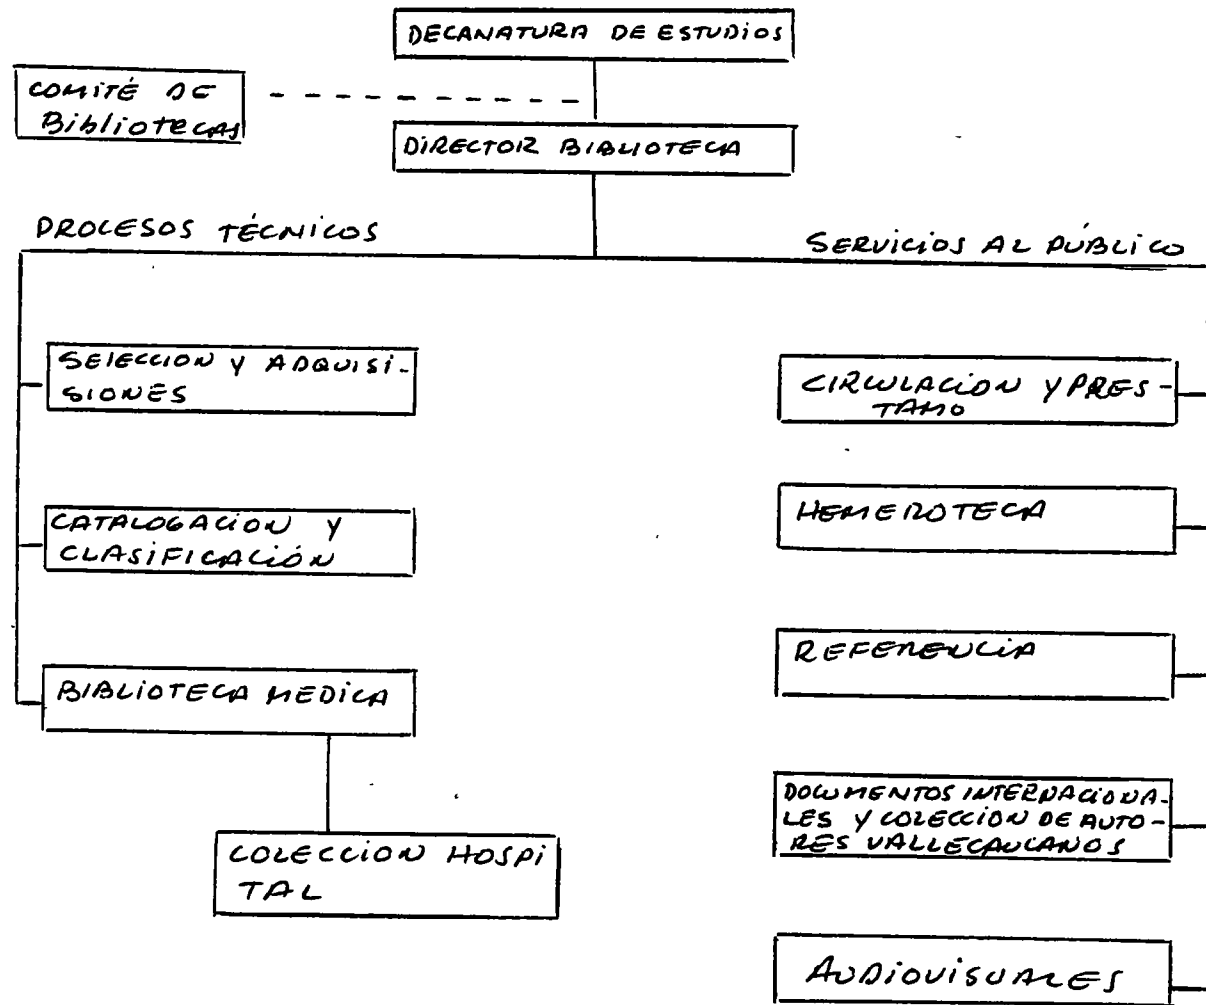 DECANATURA DE ESTUDIOS
COMITÉ DE
Bibliotecas
DIRECTOR BIBLIOTECA
PROCESOS TÉCNICOS
SERVICIOS AL PÚBLICO
SELECCION Y ADQUISI-
SIONES
CATALOGACION Y
CLASIFICACIÓN
BIBLIOTECA MEDICA
COLECCION HOSPI
TAL
CIRCULACION Y PRES-
TAMO
HEMEROTECA
REFERENCIA
DOCUMENTOS INTERNACIONA-
LES Y COLECCION DE AUTO-
RES VALLECAUCANOS
AUDIOVISUALES